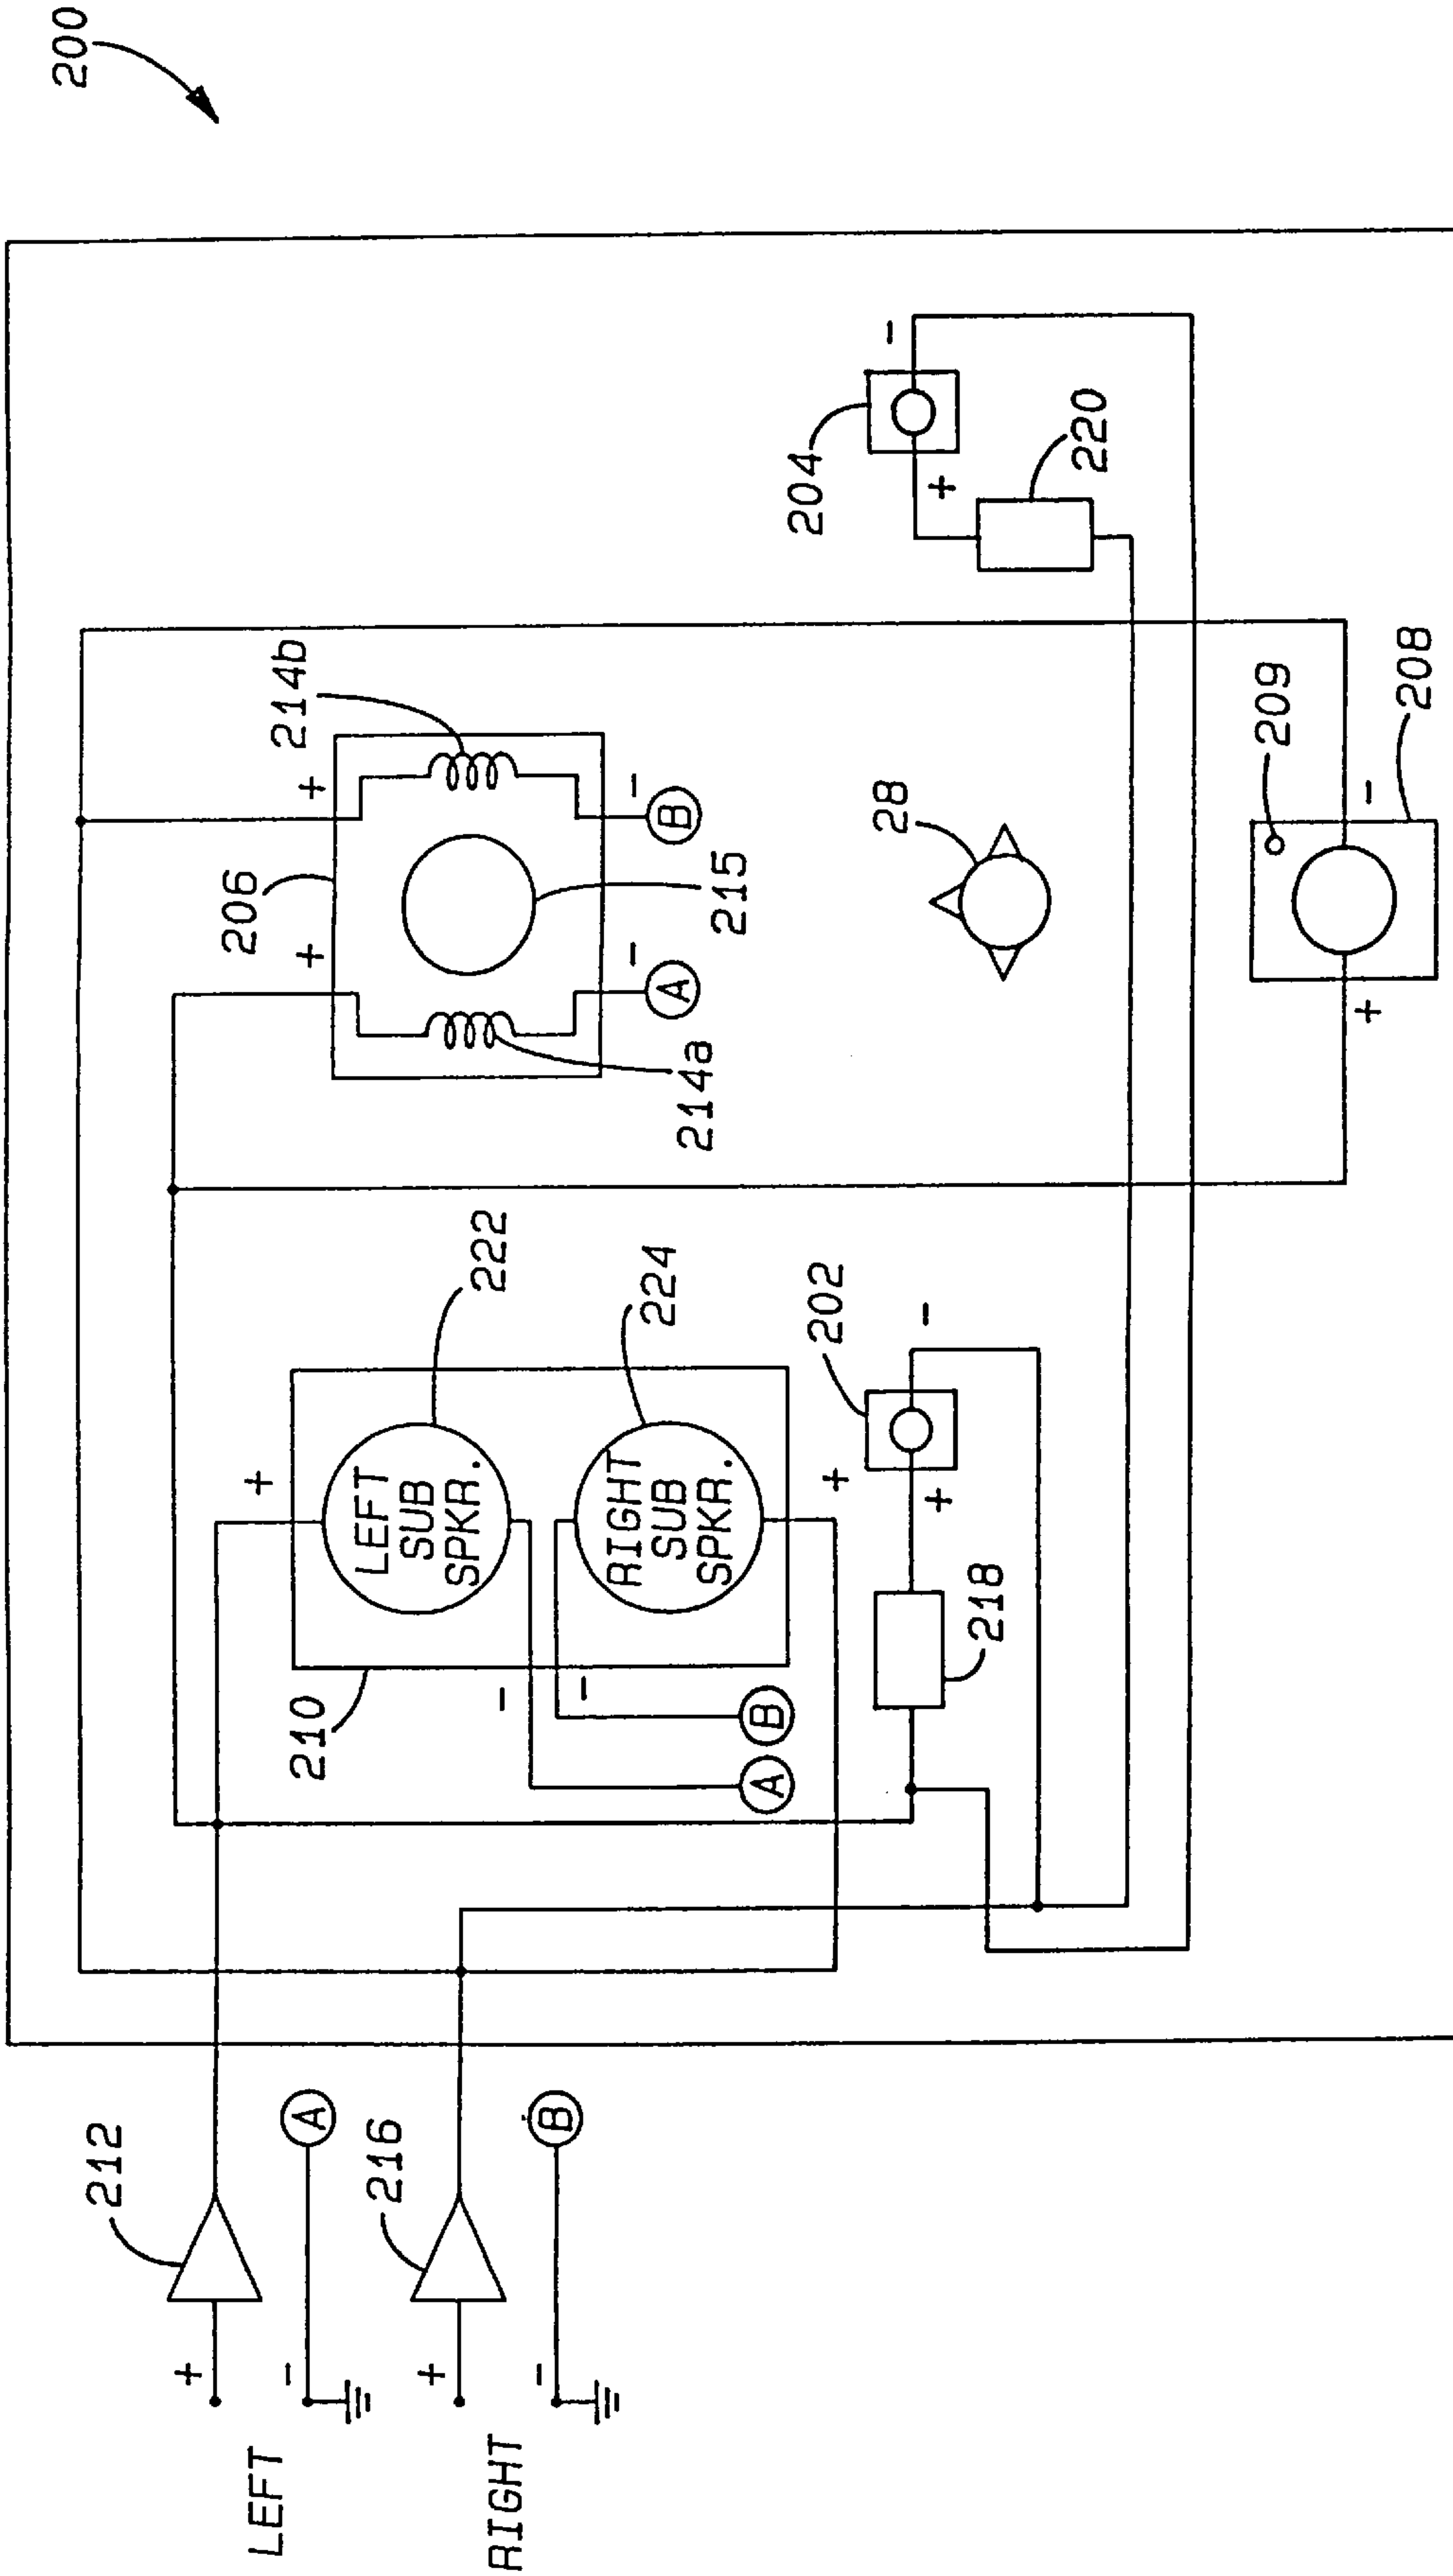 200
212
+
LEFT
-
A
216
+
RIGHT
-
B
206
+
+
214b
214a
215
-
A
-
B
210
+
LEFT
SUB
SPKR.
222
-
RIGHT
SUB
SPKR.
224
-
+
A
B
202
+
-
218
204
-
+
220
28
209
208
+
-